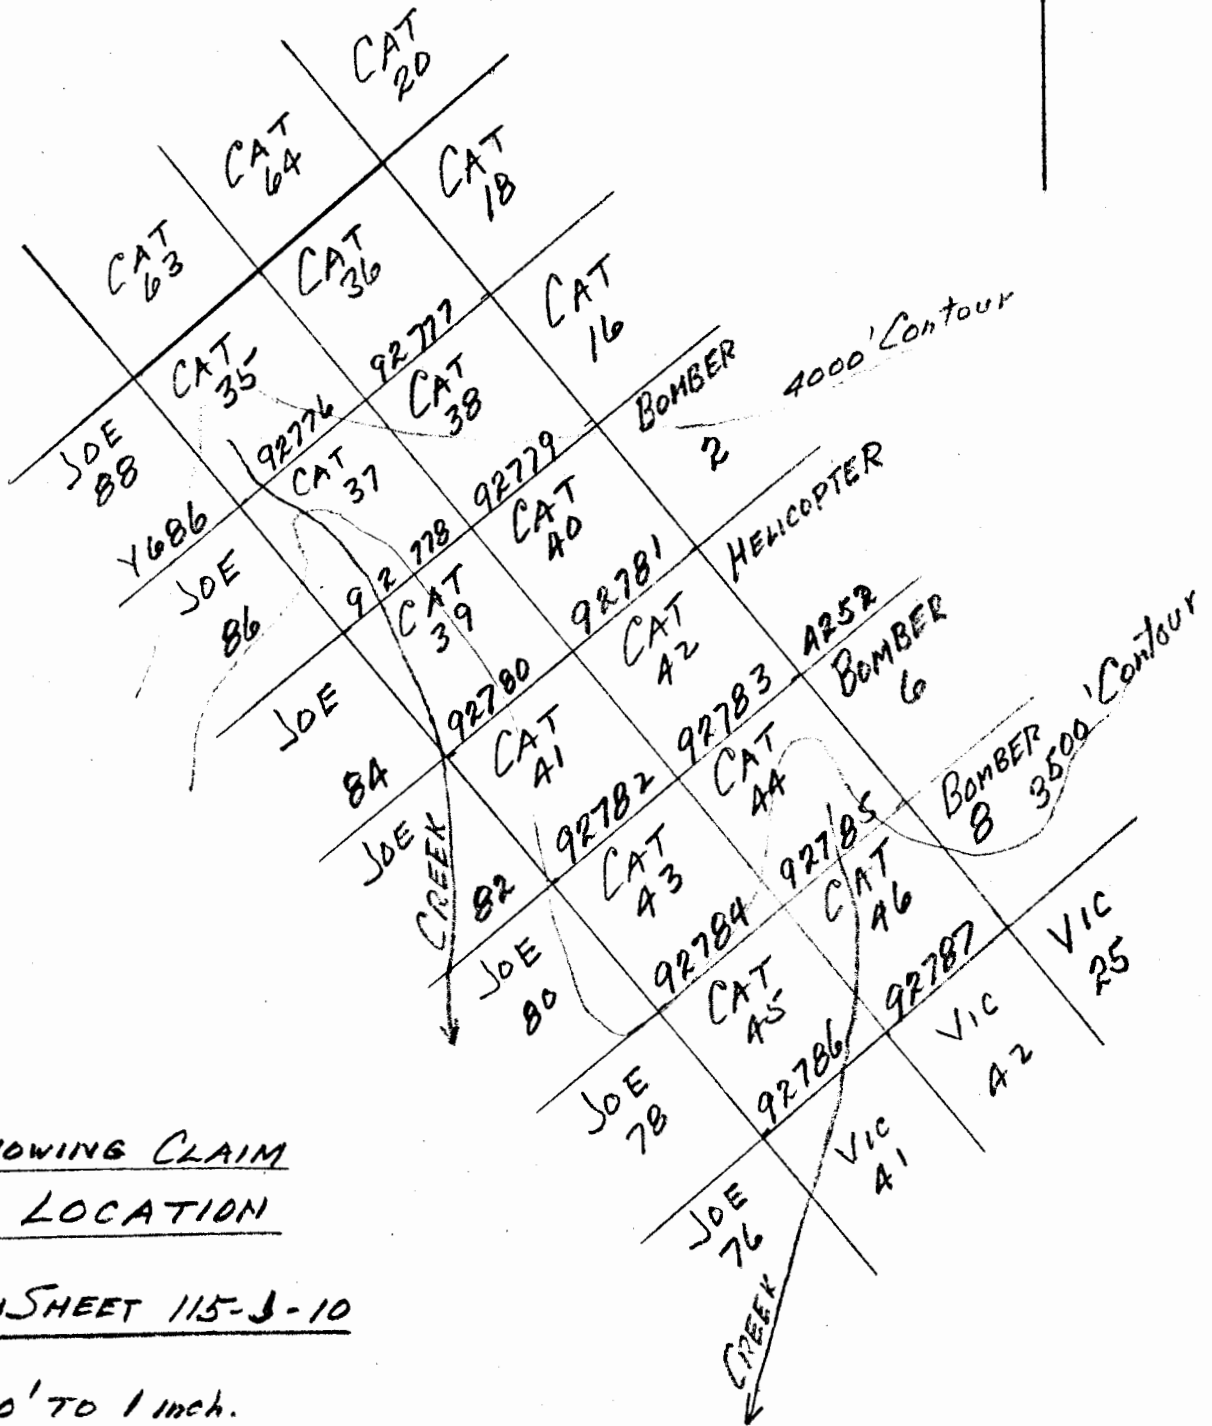 CAT
20
CAT
64
CAT
18
CAT
63
CAT
36
CAT
16
CAT
35
92777
4000' Contour
JOE
88
92776
CAT
38
BOMBER
2
CAT
37
92779
HELICOPTER
Y686
JOE
86
92778
CAT
40
92781
A252
CAT
39
CAT
42
BOMBER
6
JOE
84
92780
92783
BOMBER
8
3500' Contour
CAT
41
CAT
44
JOE
82
92782
92785
CREEK
CAT
43
CAT
46
JOE
80
92784
92787
VIC
25
CAT
45
VIC
42
JOE
78
92786
VIC
41
JOE
76
CREEK
CLAIM
LOCATION
SHEET 115-J-10
TO 1 inch.